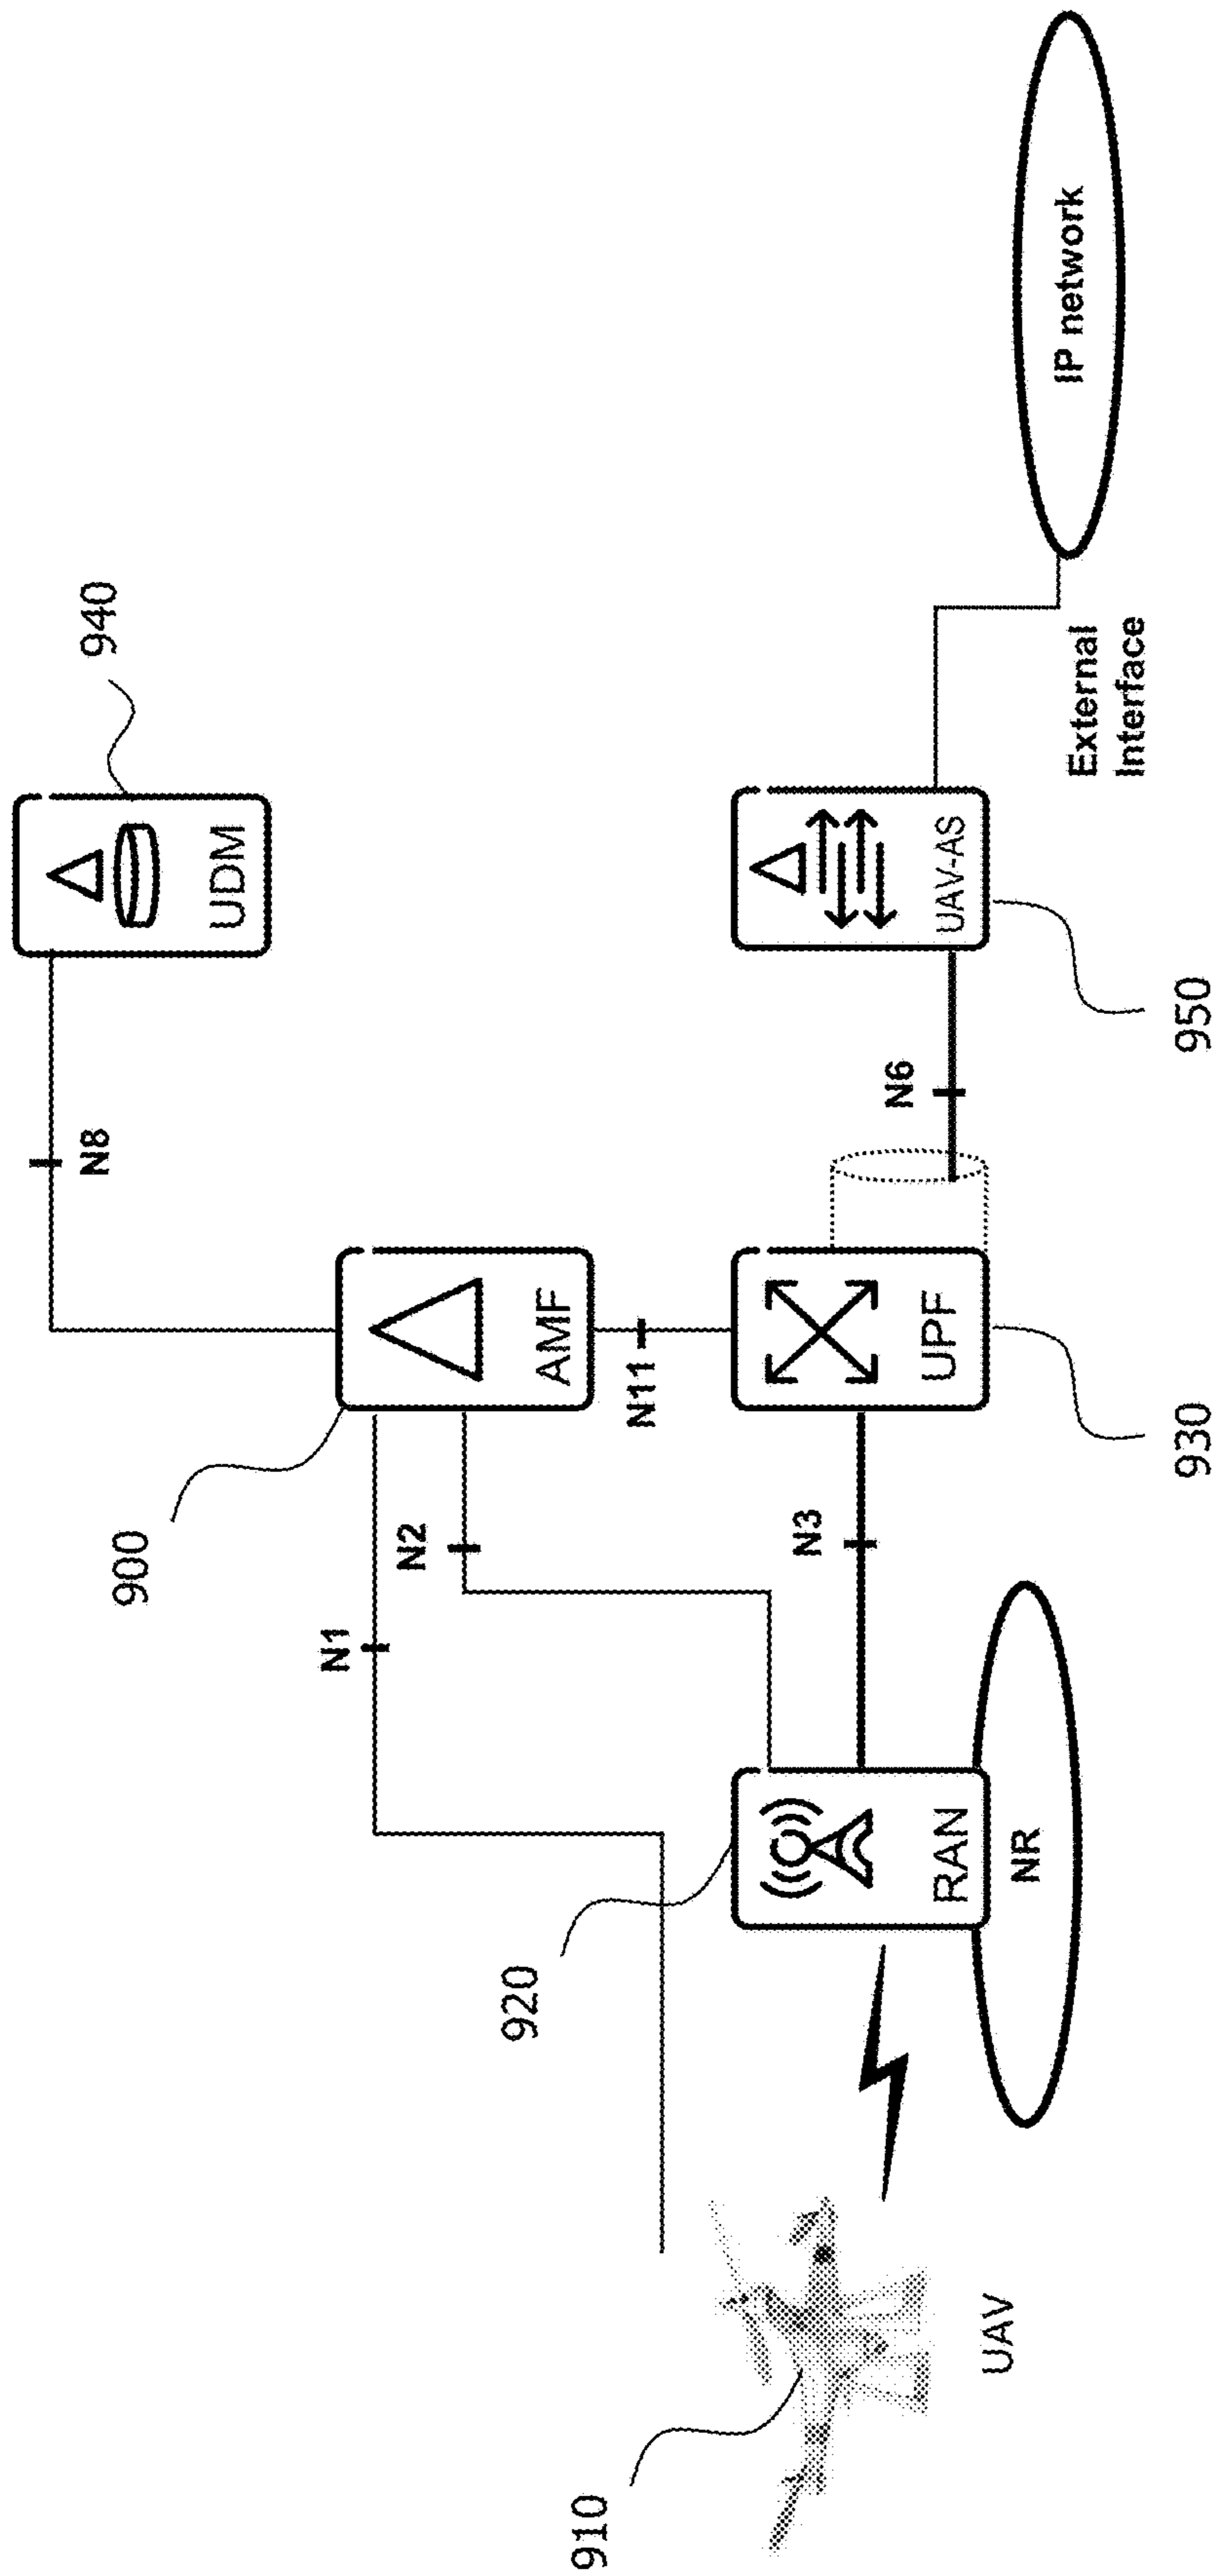 940
UDM
N8
900
AMF
N1
N2
N11
920
RAN
NR
N3
UPF
930
N6
UAV-AS
950
External
Interface
IP network
910
UAV